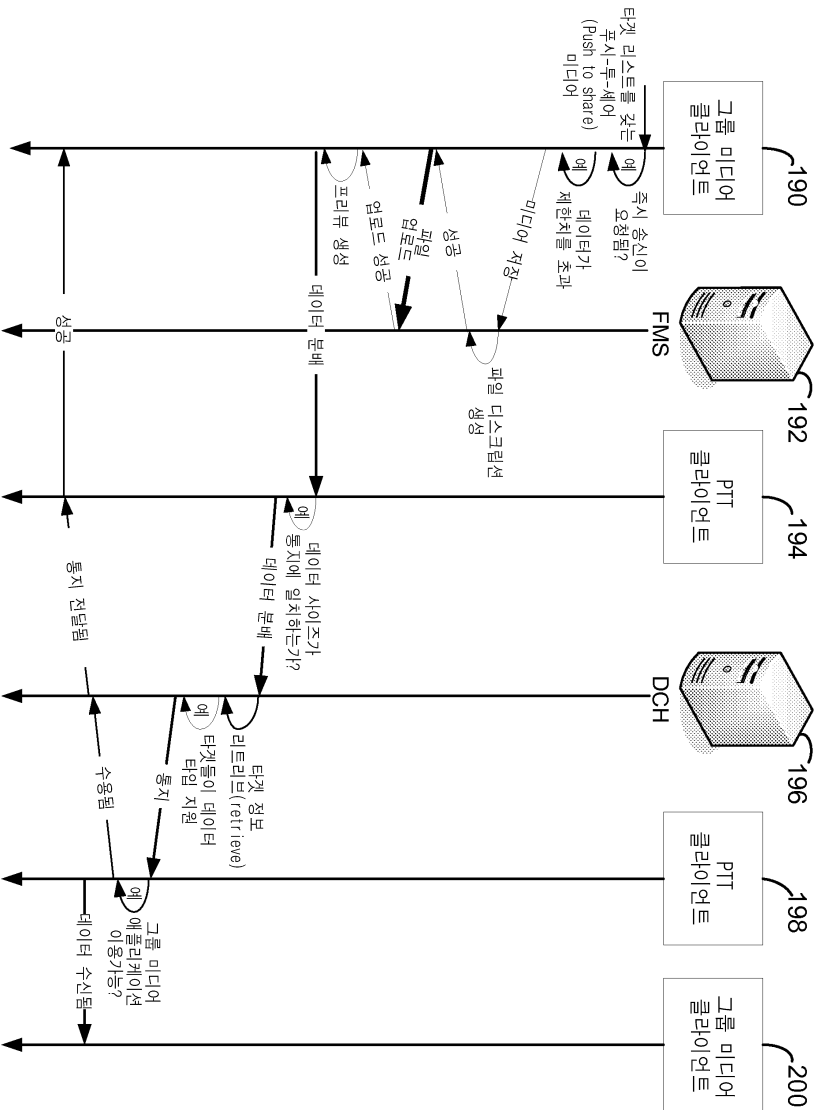 그룹 미디어
클라이언트
190
FMS
192
PTT
클라이언트
194
DCH
196
PTT
클라이언트
198
그룹 미디어
클라이언트
200
타겟 리스트를 갖는
푸시-투-셰어
(Push to share)
미디어
예
즉시 송신이
요청됨?
예
데이터가
제한치를 초과
미디어 저장
파일 디스크립션
생성
성공
파일
업로드
업로드 성공
프리뷰 생성
데이터 분배
예
데이터 사이즈가
통지에 일치하는가?
데이터 분배
타겟 정보
리트리브(retrieve)
예
타겟들이 데이터
타입 지원
통지
예
그룹 미디어
애플리케이션
이용가능?
수용됨
데이터 수신됨
통지 전달됨
성공